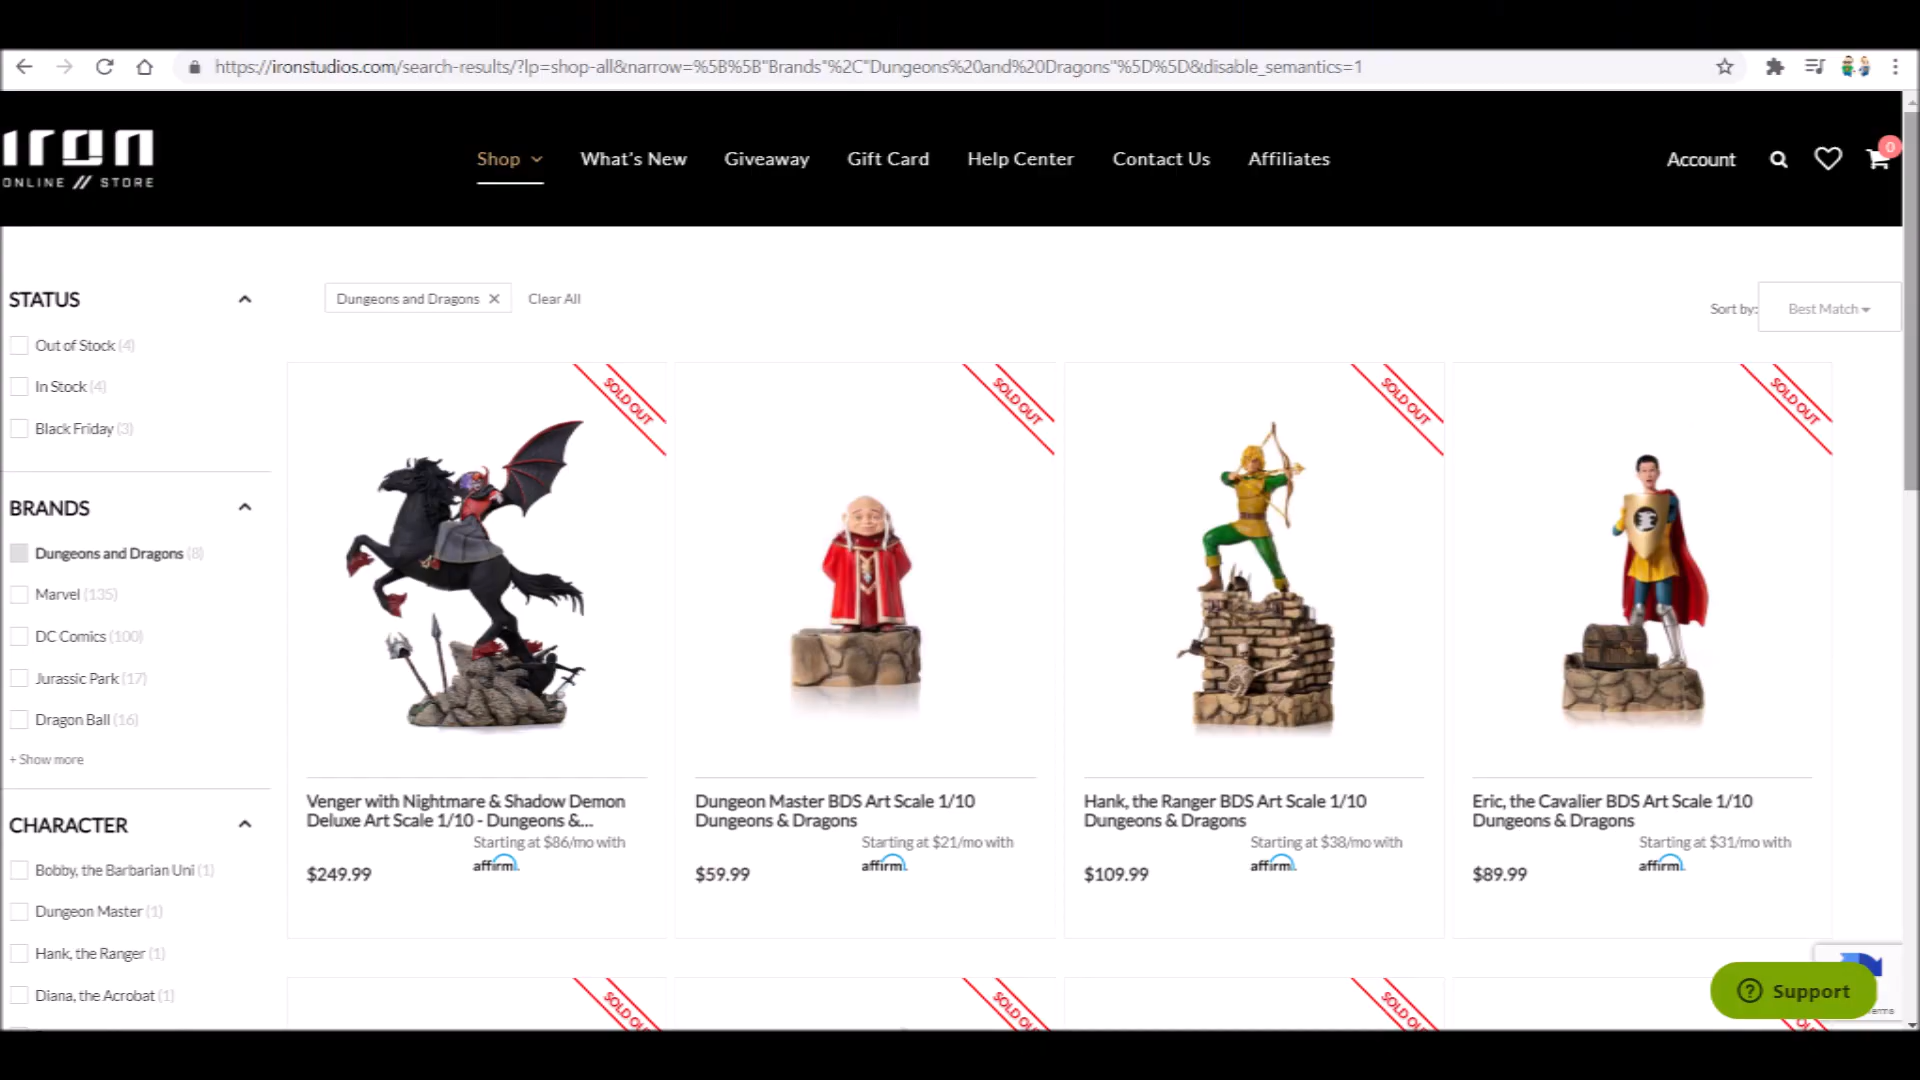 https://ironstudios.com/search-results/?lp=shop-all&narrow=%5B%5B"Brands"%2C"Dungeons%20and%20Dragons"%5D%5D&disable_semantics=1
iron
ONLINE // STORE
Shop
What's New
Giveaway
Gift Card
Help Center
Contact Us
Affiliates
Account
0
STATUS
Out of Stock (4)
In Stock (4)
Black Friday (3)
BRANDS
Dungeons and Dragons (8)
Marvel (135)
DC Comics (100)
Jurassic Park (17)
Dragon Ball (16)
+ Show more
CHARACTER
Bobby, the Barbarian Uni (1)
Dungeon Master (1)
Hank, the Ranger (1)
Diana, the Acrobat (1)
Dungeons and Dragons ✕
Clear All
Sort by:
Best Match
SOLD OUT
SOLD OUT
SOLD OUT
SOLD OUT
Venger with Nightmare & Shadow Demon
Deluxe Art Scale 1/10 - Dungeons &...
Starting at $86/mo with
affirm
$249.99
Dungeon Master BDS Art Scale 1/10
Dungeons & Dragons
Starting at $21/mo with
affirm
$59.99
Hank, the Ranger BDS Art Scale 1/10
Dungeons & Dragons
Starting at $38/mo with
affirm
$109.99
Eric, the Cavalier BDS Art Scale 1/10
Dungeons & Dragons
Starting at $31/mo with
affirm
$89.99
SOLD OUT
SOLD OUT
SOLD OUT
Support